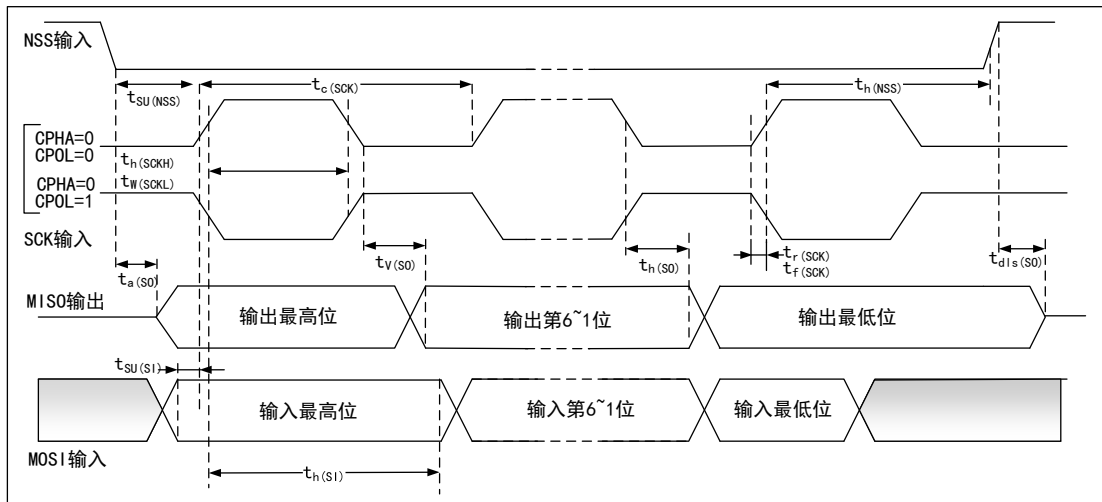 NSS输入
tSU(NSS)
tc(SCK)
th(NSS)
CPHA=0
CPOL=0
th(SCKH)
CPHA=0
tW(SCKL)
CPOL=1
SCK输入
ta(SO)
tV(SO)
th(SO)
tr(SCK)
tf(SCK)
tdls(SO)
MISO输出
输出最高位
输出第6~1位
输出最低位
tSU(SI)
输入最高位
输入第6~1位
输入最低位
MOSI输入
th(SI)